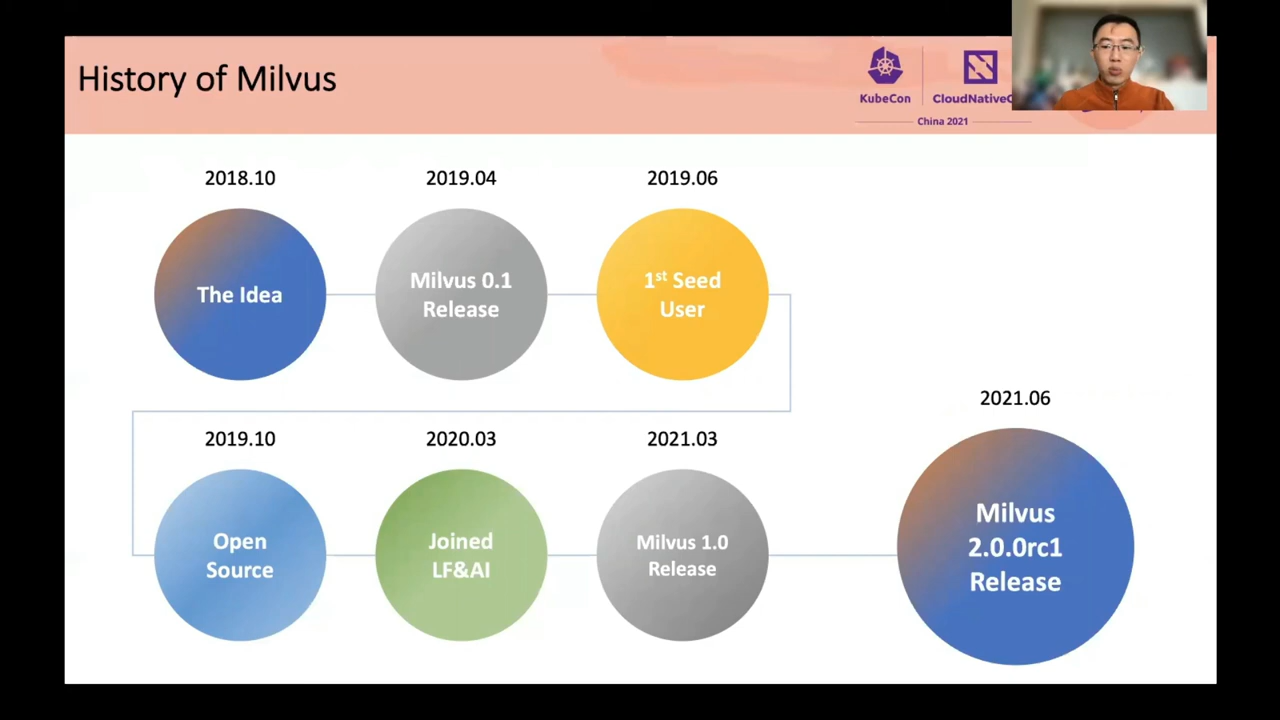 History of Milvus
KubeCon
CloudNativeC
China 2021
2018.10
2019.04
2019.06
The Idea
Milvus 0.1
Release
1st Seed
User
2019.10
2020.03
2021.03
2021.06
Open
Source
Joined
LF&AI
Milvus 1.0
Release
Milvus
2.0.0rc1
Release